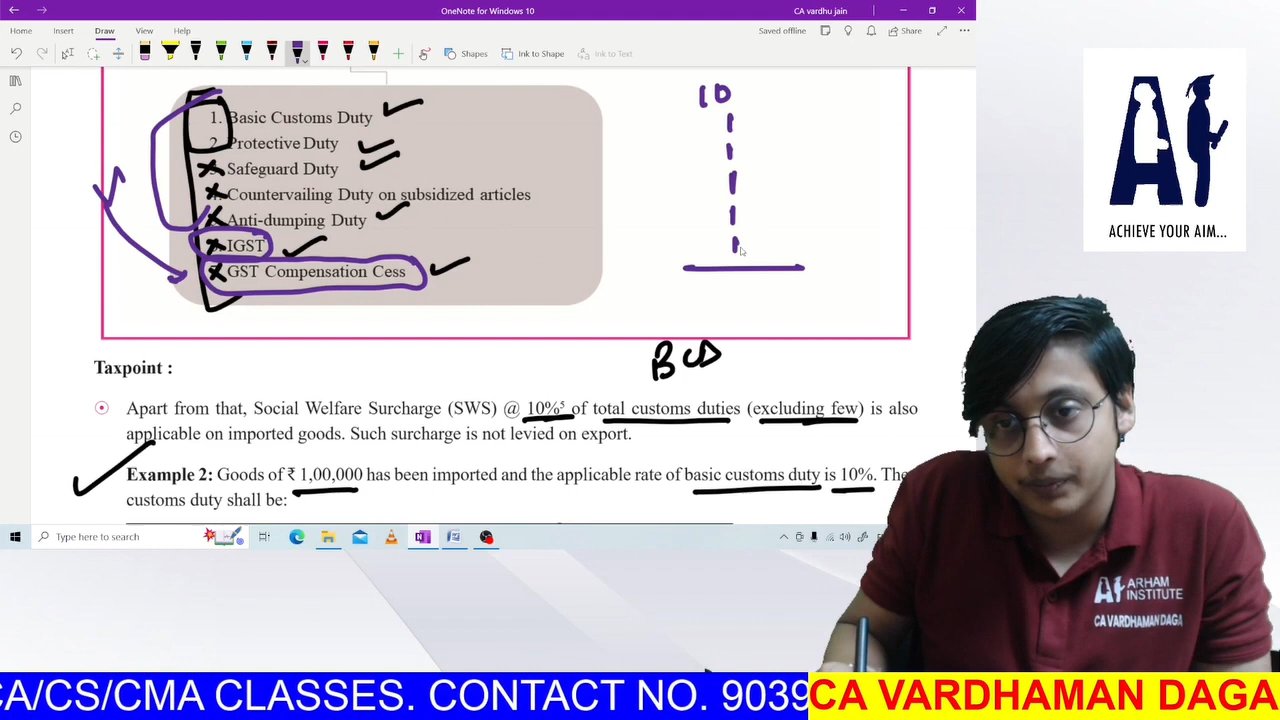 OneNote for Windows 10
CA vardhu jain
Home Insert Draw View Help
Saved offline
Share
Shapes
Ink to Shape
Ink to Text
1. Basic Customs Duty
2. Protective Duty
Safeguard Duty
Countervailing Duty on subsidized articles
Anti-dumping Duty
IGST
GST Compensation Cess
10
BCD
Taxpoint :
Apart from that, Social Welfare Surcharge (SWS) @ 10%⁵ of total customs duties (excluding few) is also
applicable on imported goods. Such surcharge is not levied on export.
Example 2: Goods of ₹ 1,00,000 has been imported and the applicable rate of basic customs duty is 10%. The
customs duty shall be:
Type here to search
AI
ACHIEVE YOUR AIM...
AI ARHAM
INSTITUTE
CA VARDHAMAN DAGA
CA/CS/CMA CLASSES. CONTACT NO. 9039
CA VARDHAMAN DAGA